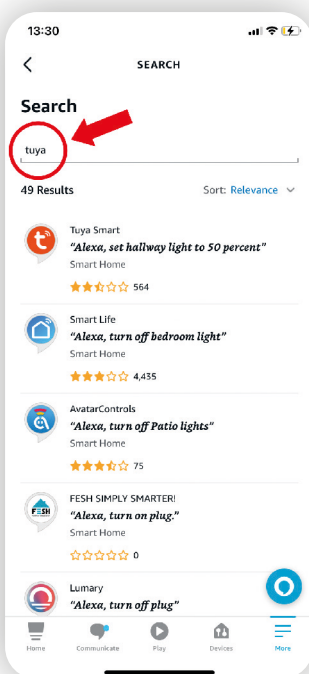 13:30
SEARCH
Search
tuya
49 Results
Sort: Relevance
Tuya Smart
“Alexa, set hallway light to 50 percent”
Smart Home
564
Smart Life
“Alexa, turn off bedroom light”
Smart Home
4,435
AvatarControls
“Alexa, turn off Patio lights”
Smart Home
75
FESH
FESH SIMPLY SMARTER!
“Alexa, turn on plug.”
Smart Home
0
Lumary
“Alexa, turn off plug”
Home
Communicate
Play
Devices
More